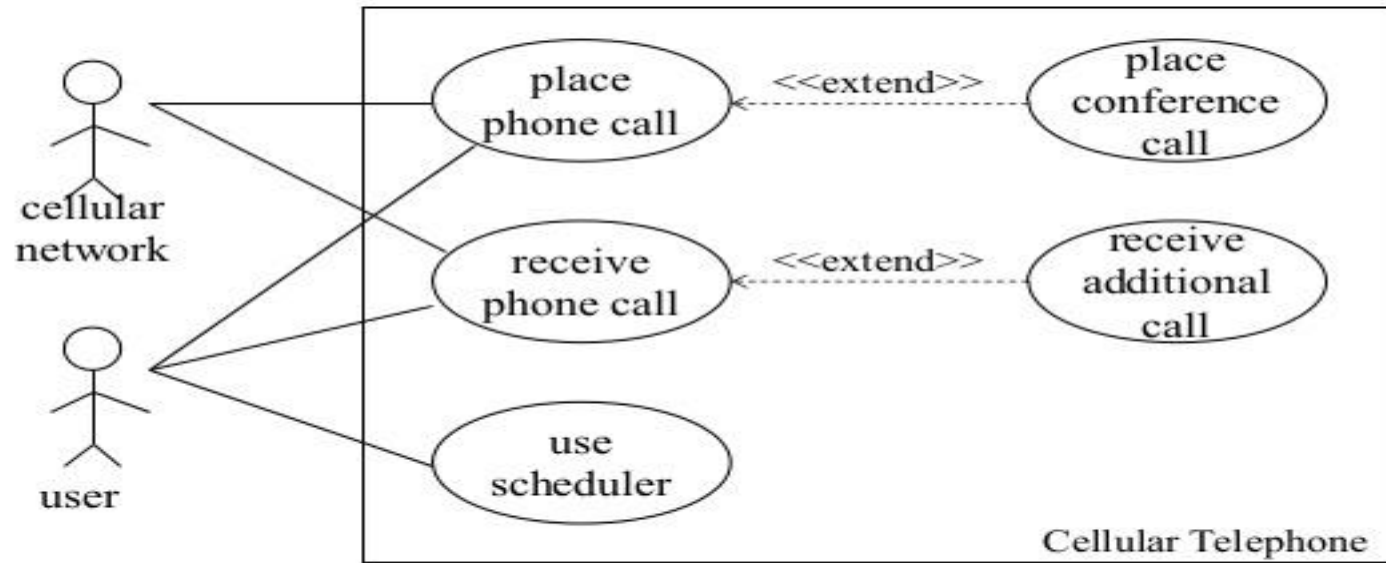 place
phone call
<<extend>>
place
conference
call
cellular
network
receive
phone call
<<extend>>
receive
additional
call
user
use
scheduler
Cellular Telephone